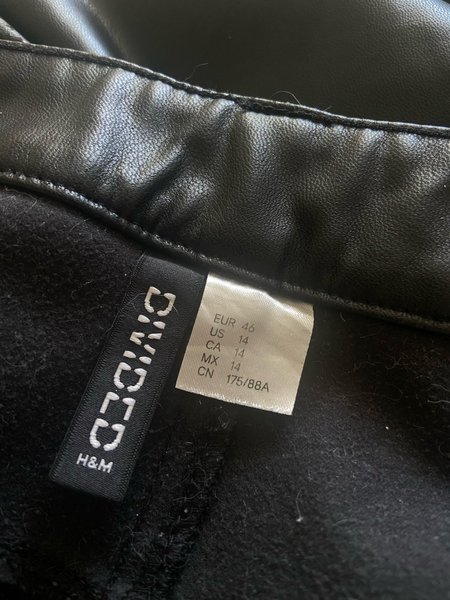 DIVIDED
H&M
EUR 46
US 14
CA 14
MX 14
CN 175/88A